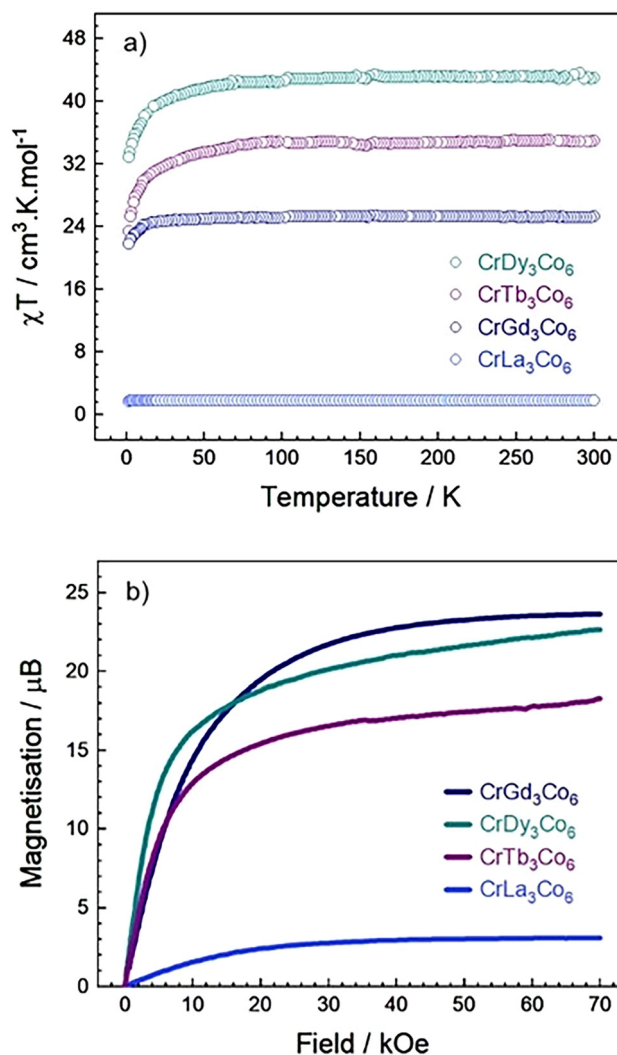 a)
48
40
32
24
16
8
0
χT / cm³.K.mol⁻¹
CrDy₃Co₆
CrTb₃Co₆
CrGd₃Co₆
CrLa₃Co₆
0 50 100 150 200 250 300
Temperature / K
b)
25
20
15
10
5
0
Magnetisation / μB
CrGd₃Co₆
CrDy₃Co₆
CrTb₃Co₆
CrLa₃Co₆
0 10 20 30 40 50 60 70
Field / kOe